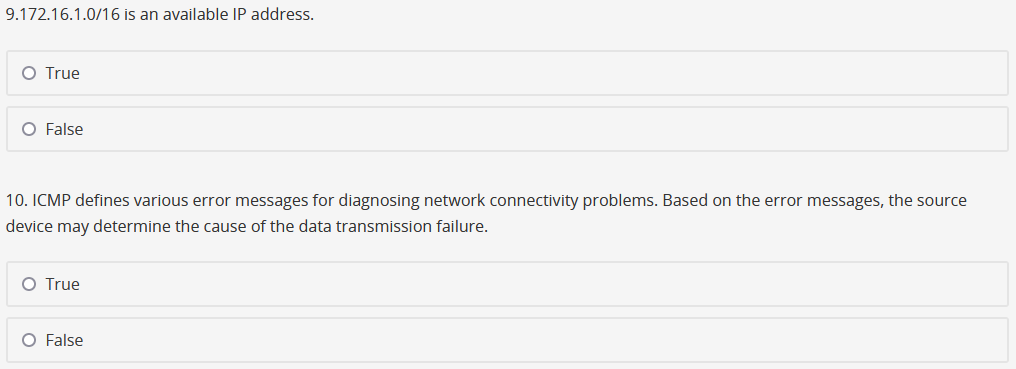 9.172.16.1.0/16 is an available IP address.
True
False
10. ICMP defines various error messages for diagnosing network connectivity problems. Based on the error messages, the source
device may determine the cause of the data transmission failure.
True
False